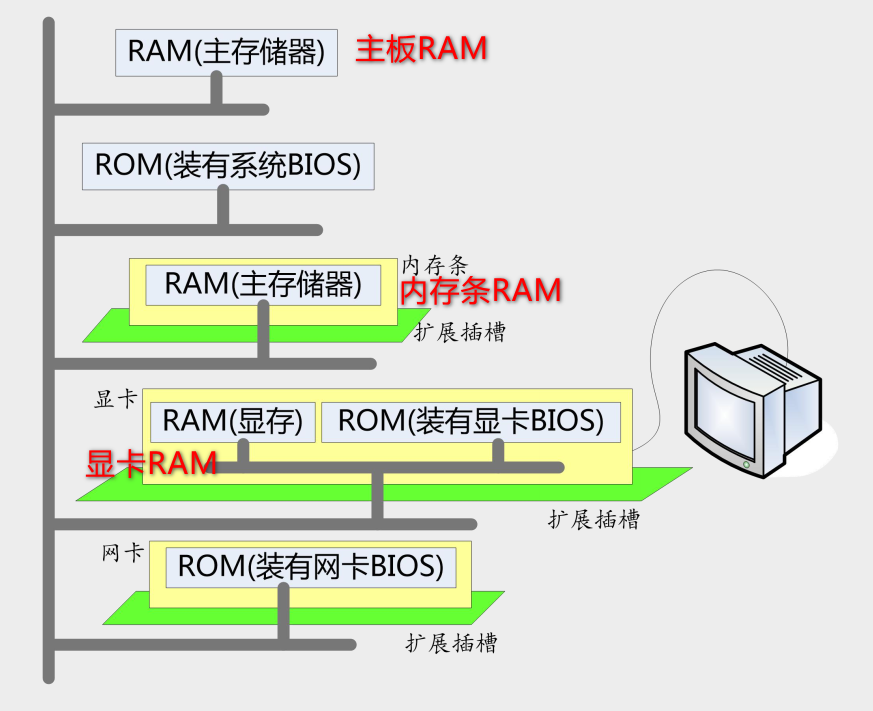 RAM(主存储器)
主板RAM
ROM(装有系统BIOS)
内存条
RAM(主存储器)
内存条RAM
扩展插槽
显卡
RAM(显存)
ROM(装有显卡BIOS)
显卡RAM
扩展插槽
网卡
ROM(装有网卡BIOS)
扩展插槽